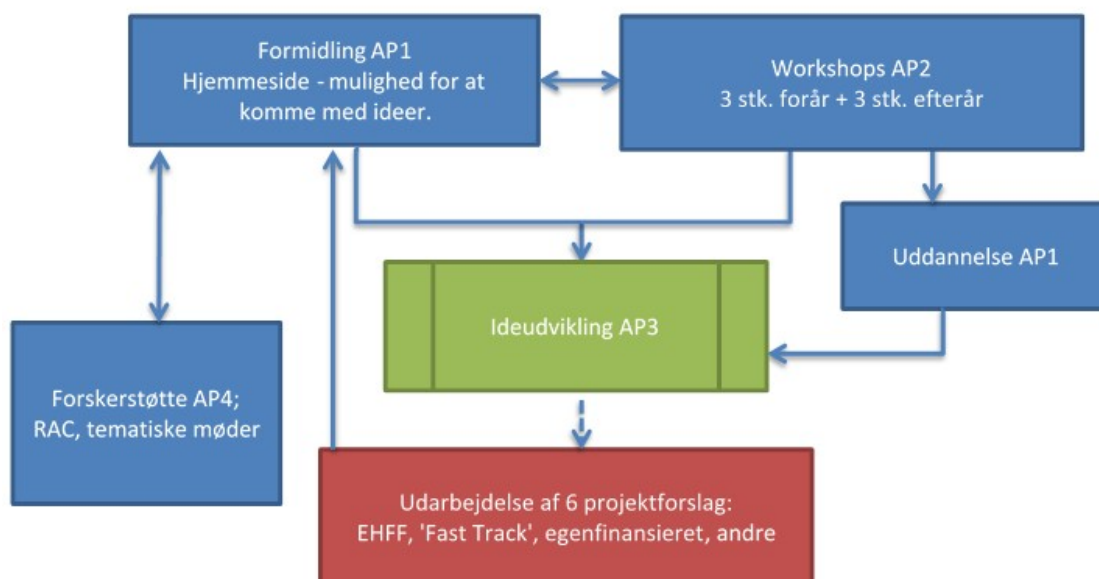 Formidling AP1
Hjemmeside - mulighed for at
komme med ideer.
Workshops AP2
3 stk. forår + 3 stk. efterår
Uddannelse AP1
Ideudvikling AP3
Forskerstøtte AP4;
RAC, tematiske møder
Udarbejdelse af 6 projektforslag:
EHFF, 'Fast Track', egenfinansieret, andre